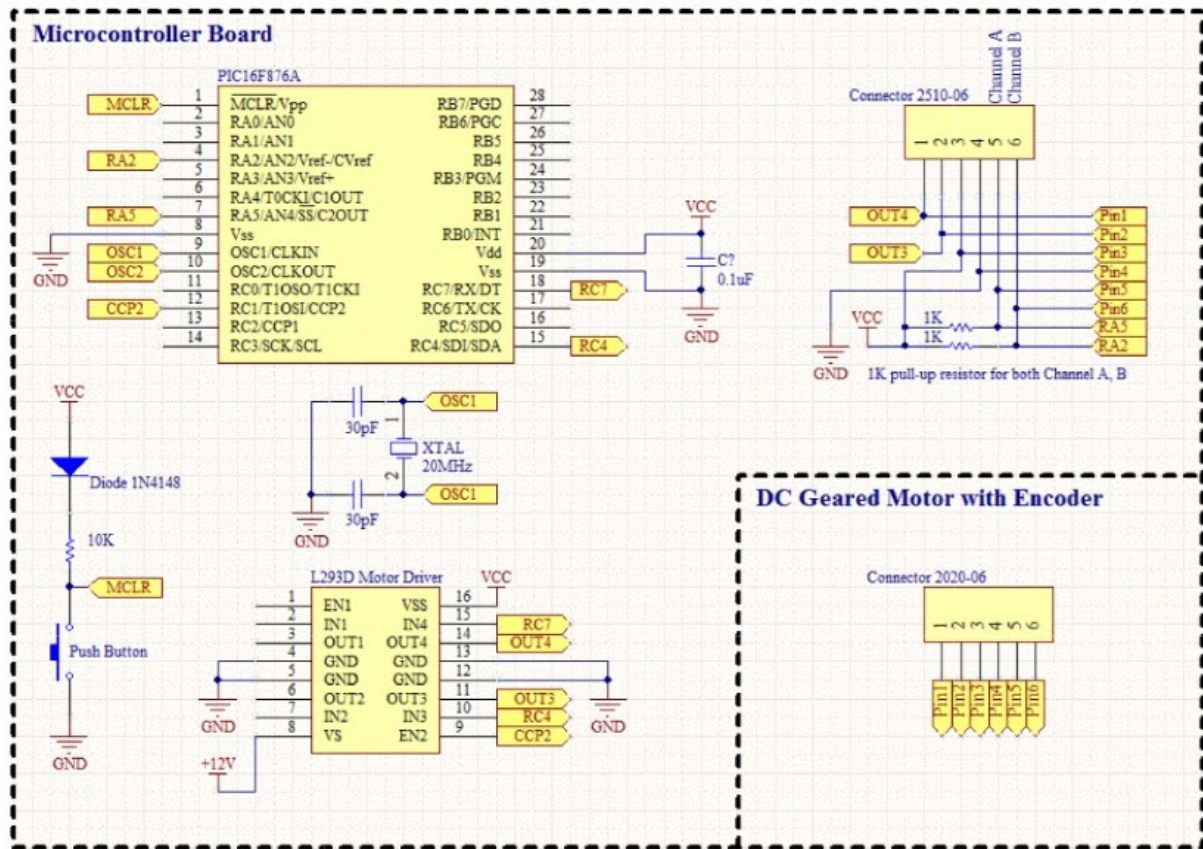 Microcontroller Board
PIC16F876A
MCLR 1 MCLR/Vpp RB7/PGD 28
2 RA0/AN0 RB6/PGC 27
3 RA1/AN1 RB5 26
RA2 4 RA2/AN2/Vref-/CVref RB4 25
5 RA3/AN3/Vref+ RB3/PGM 24
6 RA4/T0CKI/C1OUT RB2 23
RA5 7 RA5/AN4/SS/C2OUT RB1 22
8 Vss RB0/INT 21
OSC1 9 OSC1/CLKIN Vdd 20
OSC2 10 OSC2/CLKOUT Vss 19
11 RC0/T1OSO/T1CKI RC7/RX/DT 18 RC7
CCP2 12 RC1/T1OSI/CCP2 RC6/TX/CK 17
13 RC2/CCP1 RC5/SDO 16
14 RC3/SCK/SCL RC4/SDI/SDA 15 RC4
GND
VCC
C?
0.1uF
GND
Channel A
Channel B
Connector 2510-06
1 2 3 4 5 6
OUT4 Pin1
Pin2
OUT3 Pin3
Pin4
Pin5
Pin6
VCC 1K RA5
1K RA2
GND
1K pull-up resistor for both Channel A, B
VCC
Diode 1N4148
10K
MCLR
Push Button
GND
OSC1
30pF
1
XTAL
20MHz
2
OSC1
30pF
GND
L293D Motor Driver
VCC
1 EN1 VSS 16
2 IN1 IN4 15 RC7
3 OUT1 OUT4 14 OUT4
4 GND GND 13
5 GND GND 12
6 OUT2 OUT3 11 OUT3
7 IN2 IN3 10 RC4
8 VS EN2 9 CCP2
GND
GND
+12V
DC Geared Motor with Encoder
Connector 2020-06
1 2 3 4 5 6
Pin1 Pin2 Pin3 Pin4 Pin5 Pin6